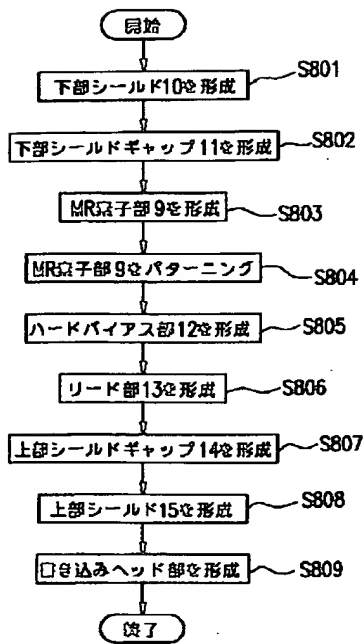 開始
下部シールド10を形成
S801
下部シールドギャップ11を形成
S802
MR素子部9を形成
S803
MR素子部9をパターニング
S804
ハードバイアス部12を形成
S805
リード部13を形成
S806
上部シールドギャップ14を形成
S807
上部シールド15を形成
S808
書き込みヘッド部を形成
S809
終了